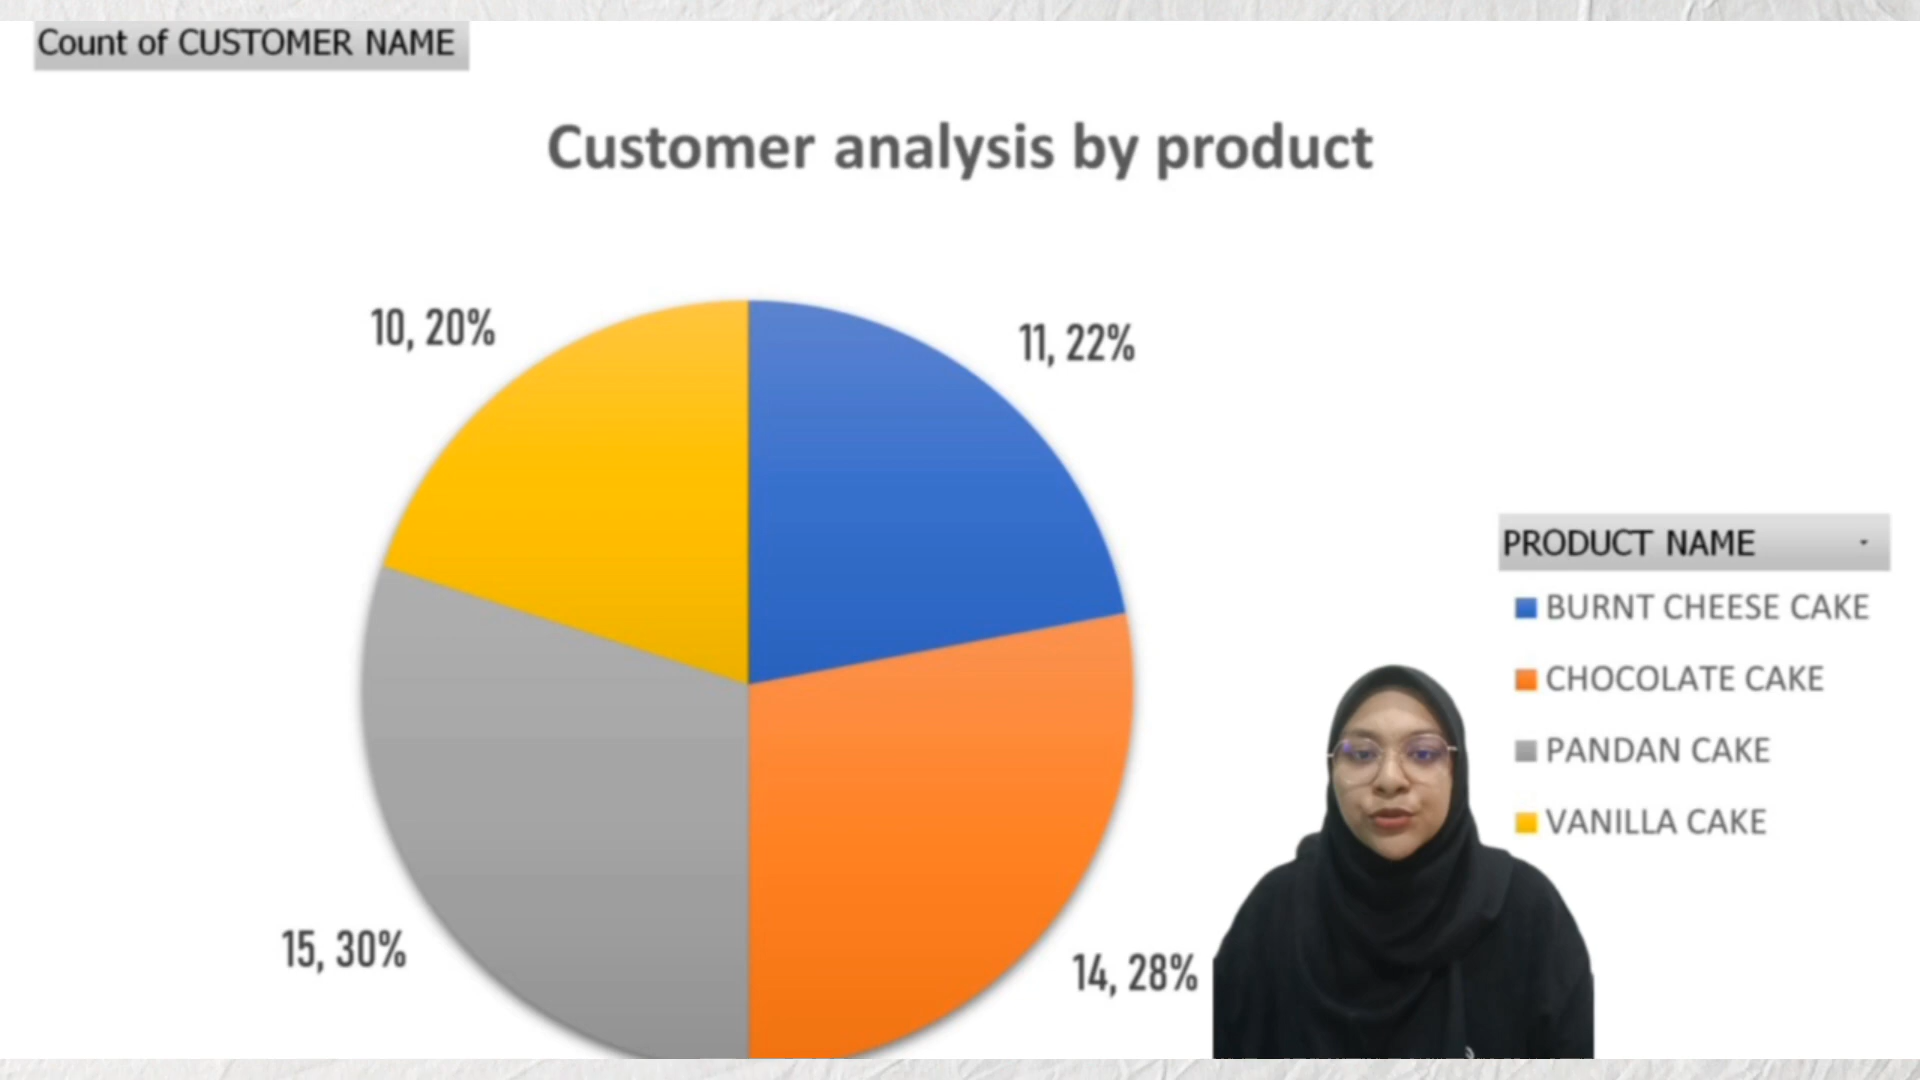 Count of CUSTOMER NAME
Customer analysis by product
10, 20%
11, 22%
15, 30%
14, 28%
PRODUCT NAME
BURNT CHEESE CAKE
CHOCOLATE CAKE
PANDAN CAKE
VANILLA CAKE